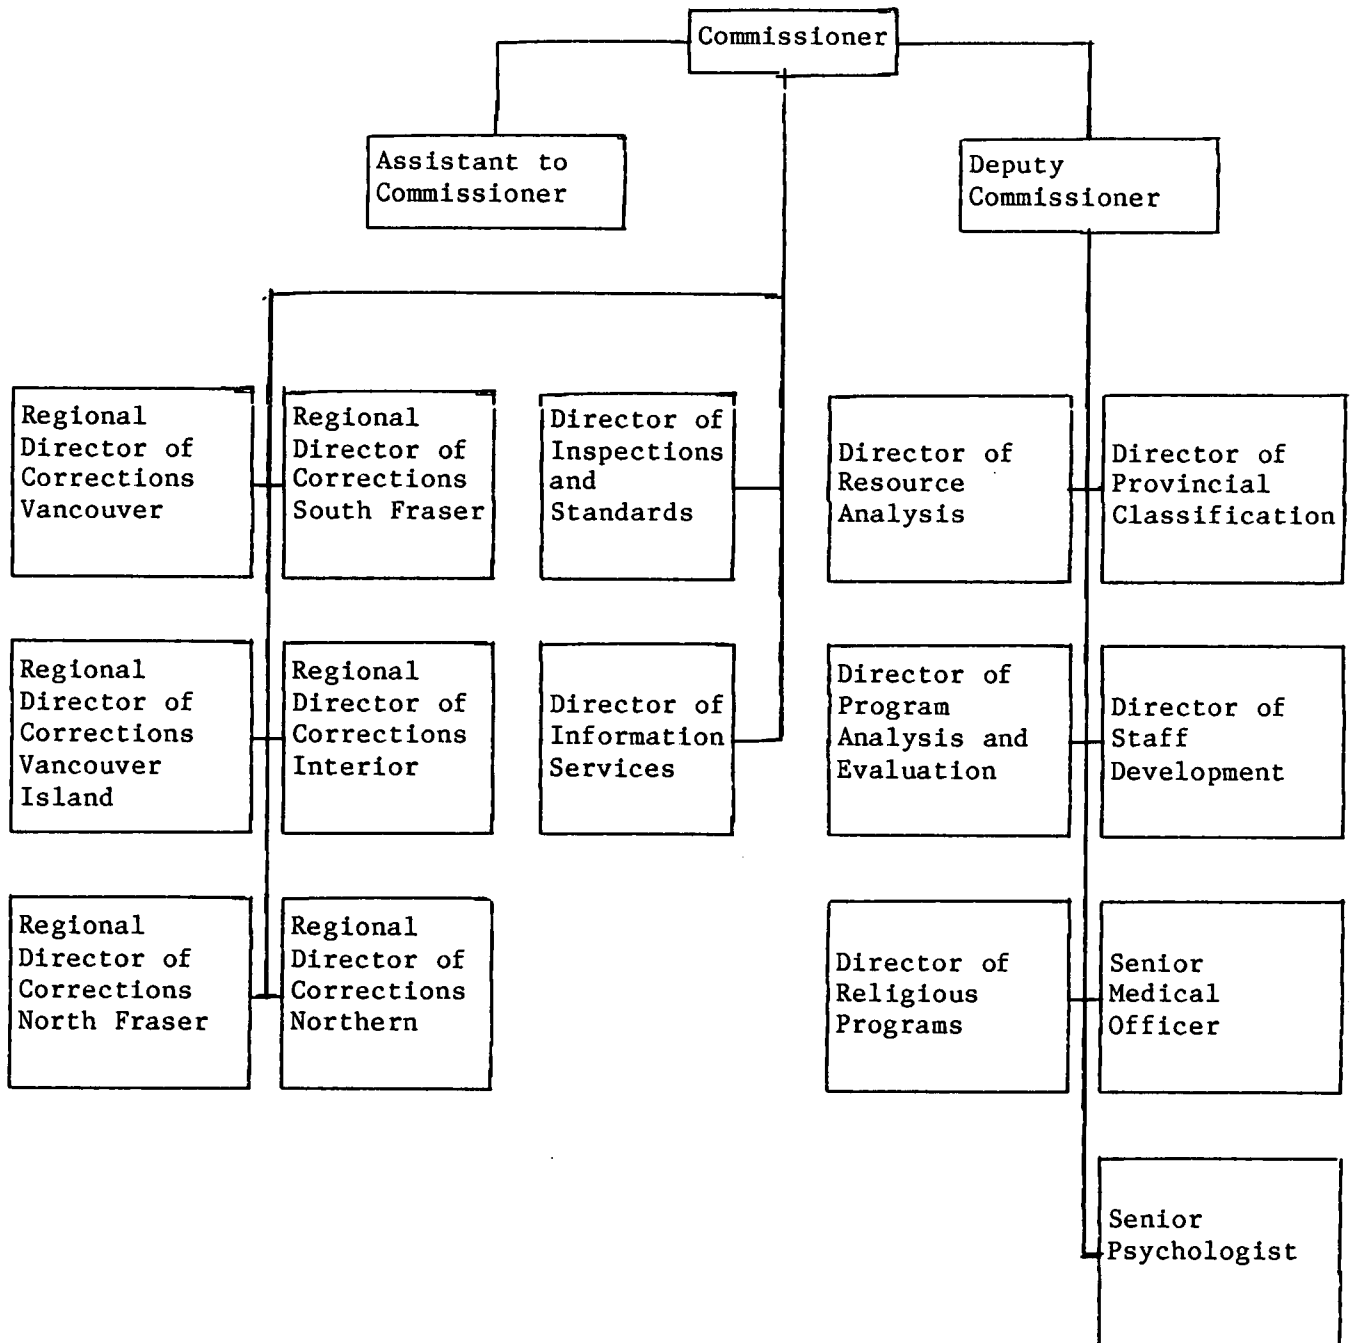 Commissioner
Assistant to
Commissioner
Deputy
Commissioner
Regional
Director of
Corrections
Vancouver
Regional
Director of
Corrections
South Fraser
Director of
Inspections
and
Standards
Director of
Resource
Analysis
Director of
Provincial
Classification
Regional
Director of
Corrections
Vancouver
Island
Regional
Director of
Corrections
Interior
Director of
Information
Services
Director of
Program
Analysis and
Evaluation
Director of
Staff
Development
Regional
Director of
Corrections
North Fraser
Regional
Director of
Corrections
Northern
Director of
Religious
Programs
Senior
Medical
Officer
Senior
Psychologist